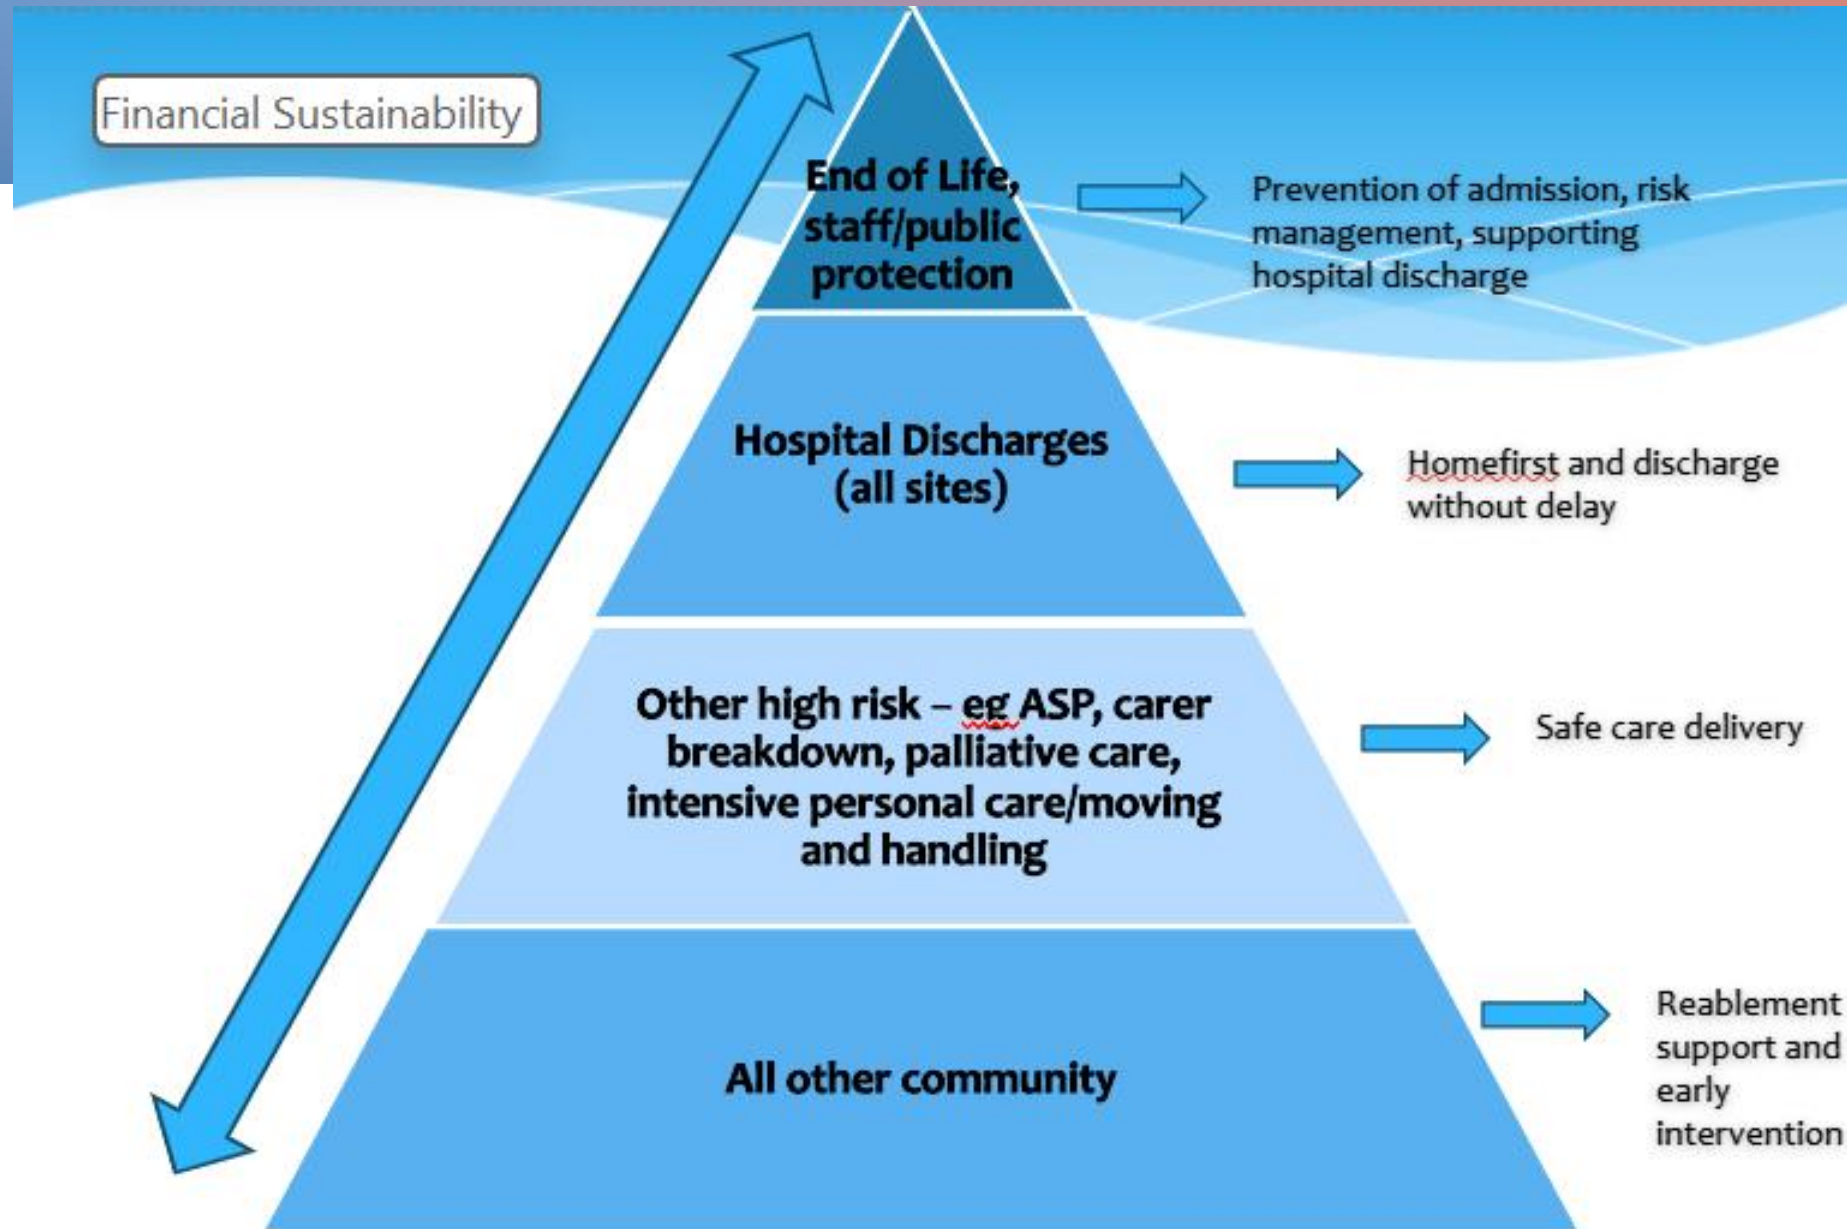 Financial Sustainability
End of Life,
staff/public
protection
Prevention of admission, risk
management, supporting
hospital discharge
Hospital Discharges
(all sites)
Homefirst and discharge
without delay
Other high risk – eg ASP, carer
breakdown, palliative care,
intensive personal care/moving
and handling
Safe care delivery
All other community
Reablement
support and
early
intervention